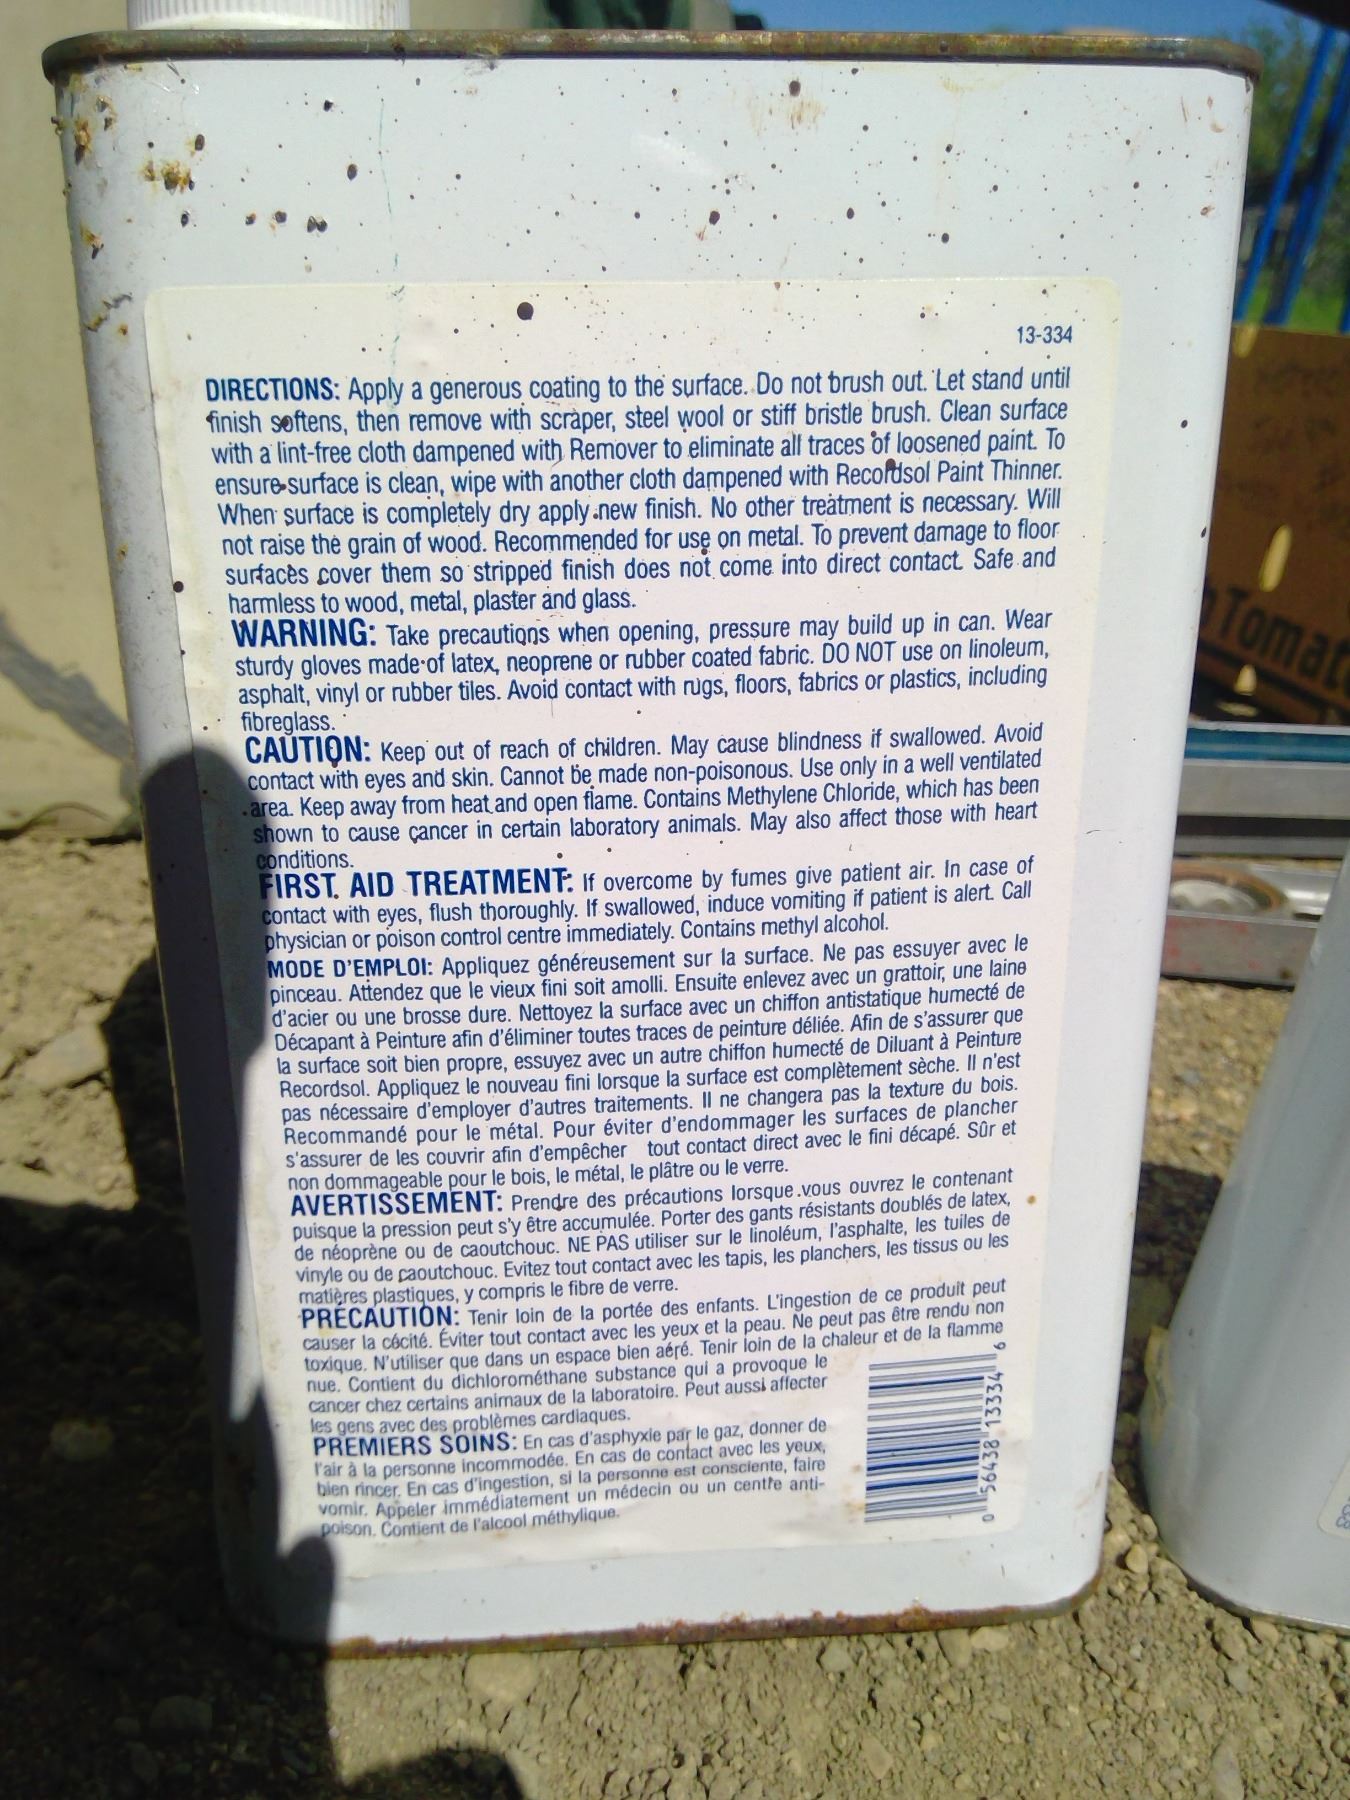 13-334
DIRECTIONS: Apply a generous coating to the surface. Do not brush out. Let stand until
finish softens, then remove with scraper, steel wool or stiff bristle brush. Clean surface
with a lint-free cloth dampened with Remover to eliminate all traces of loosened paint. To
ensure surface is clean, wipe with another cloth dampened with Recordsol Paint Thinner.
When surface is completely dry apply new finish. No other treatment is necessary. Will
not raise the grain of wood. Recommended for use on metal. To prevent damage to floor
surfaces cover them so stripped finish does not come into direct contact. Safe and
harmless to wood, metal, plaster and glass.
WARNING: Take precautions when opening, pressure may build up in can. Wear
sturdy gloves made of latex, neoprene or rubber coated fabric. DO NOT use on linoleum,
asphalt, vinyl or rubber tiles. Avoid contact with rugs, floors, fabrics or plastics, including
fibreglass.
CAUTION: Keep out of reach of children. May cause blindness if swallowed. Avoid
contact with eyes and skin. Cannot be made non-poisonous. Use only in a well ventilated
area. Keep away from heat and open flame. Contains Methylene Chloride, which has been
shown to cause cancer in certain laboratory animals. May also affect those with heart
conditions.
FIRST AID TREATMENT: If overcome by fumes give patient air. In case of
contact with eyes, flush thoroughly. If swallowed, induce vomiting if patient is alert. Call
physician or poison control centre immediately. Contains methyl alcohol.
MODE D'EMPLOI: Appliquez généreusement sur la surface. Ne pas essuyer avec le
pinceau. Attendez que le vieux fini soit amolli. Ensuite enlevez avec un grattoir, une laine
d'acier ou une brosse dure. Nettoyez la surface avec un chiffon antistatique humecté de
Décapant à Peinture afin d'éliminer toutes traces de peinture déliée. Afin de s'assurer que
la surface soit bien propre, essuyez avec un autre chiffon humecté de Diluant à Peinture
Recordsol. Appliquez le nouveau fini lorsque la surface est complètement sèche. Il n'est
pas nécessaire d'employer d'autres traitements. Il ne changera pas la texture du bois.
Recommandé pour le métal. Pour éviter d'endommager les surfaces de plancher
s'assurer de les couvrir afin d'empêcher tout contact direct avec le fini décapé. Sûr et
non dommageable pour le bois, le métal, le plâtre ou le verre.
AVERTISSEMENT: Prendre des précautions lorsque vous ouvrez le contenant
puisque la pression peut s'y être accumulée. Porter des gants résistants doublés de latex,
de néoprène ou de caoutchouc. NE PAS utiliser sur le linoléum, l'asphalte, les tuiles de
vinyle ou de caoutchouc. Evitez tout contact avec les tapis, les planchers, les tissus ou les
matières plastiques, y compris le fibre de verre.
PRÉCAUTION: Tenir loin de la portée des enfants. L'ingestion de ce produit peut
causer la cécité. Éviter tout contact avec les yeux et la peau. Ne peut pas être rendu non
toxique. N'utiliser que dans un espace bien aéré. Tenir loin de la chaleur et de la flamme
nue. Contient du dichlorométhane substance qui a provoque le
cancer chez certains animaux de la laboratoire. Peut aussi affecter
les gens avec des problèmes cardiaques.
PREMIERS SOINS: En cas d'asphyxie par le gaz, donner de
l'air à la personne incommodée. En cas de contact avec les yeux,
bien rincer. En cas d'ingestion, si la personne est consciente, faire
vomir. Appeler immédiatement un médecin ou un centre anti-
poison. Contient de l'alcool méthylique.
0 56438 13334 6
Tomat